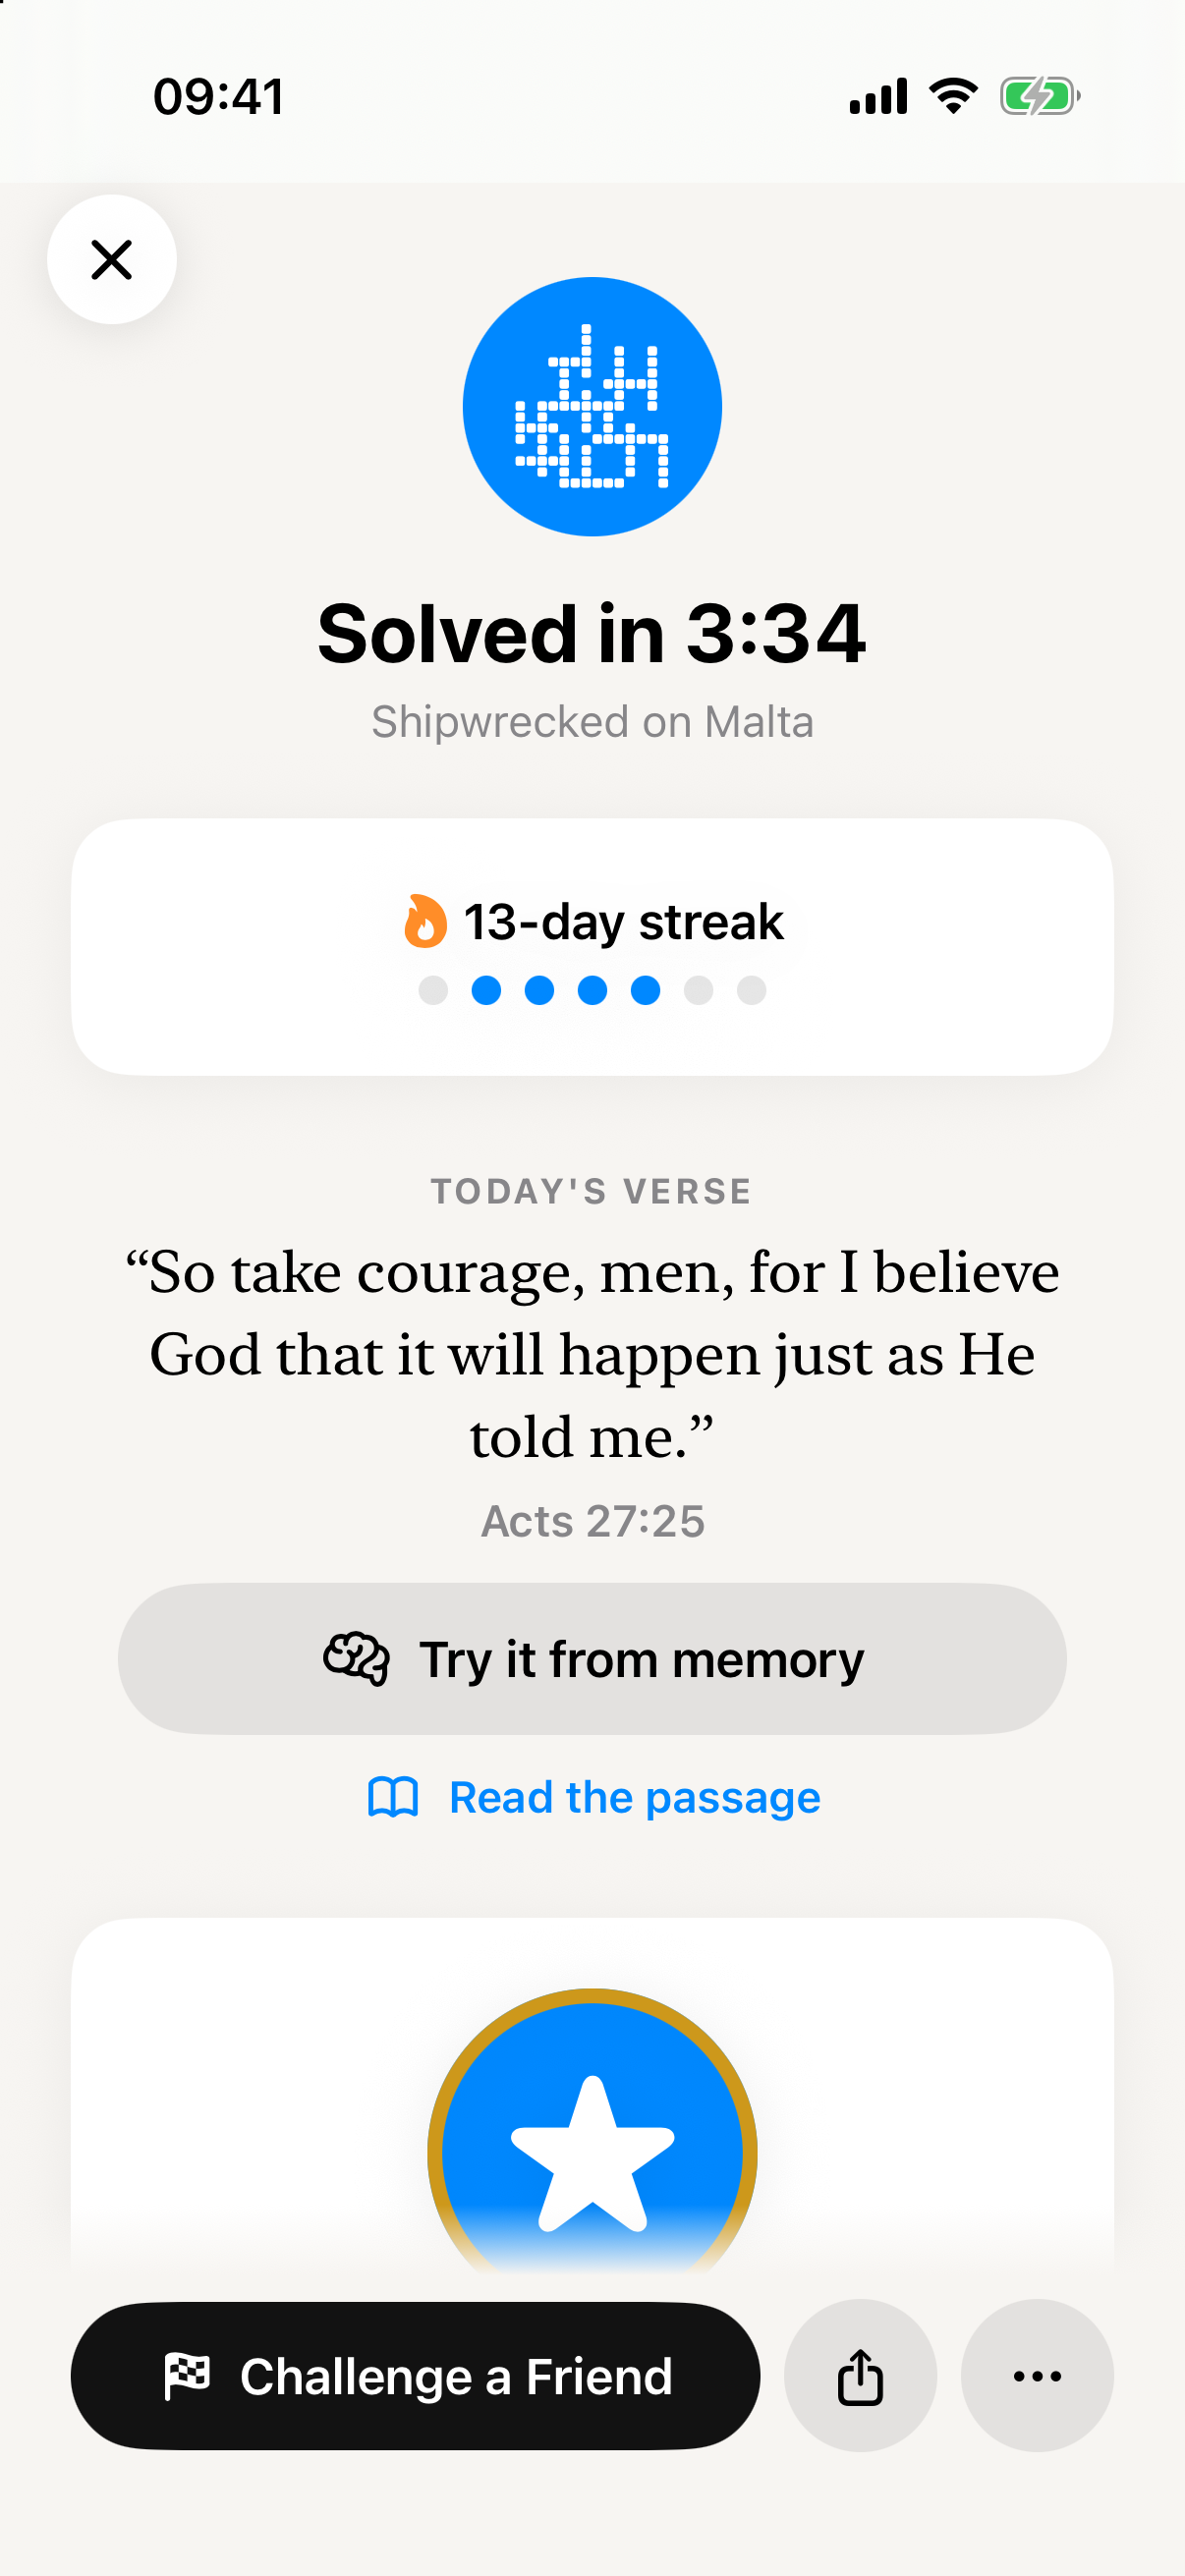 09:41
Solved in 3:34
Shipwrecked on Malta
13-day streak
TODAY'S VERSE
“So take courage, men, for I believe
God that it will happen just as He
told me.”
Acts 27:25
Try it from memory
Read the passage
Challenge a Friend